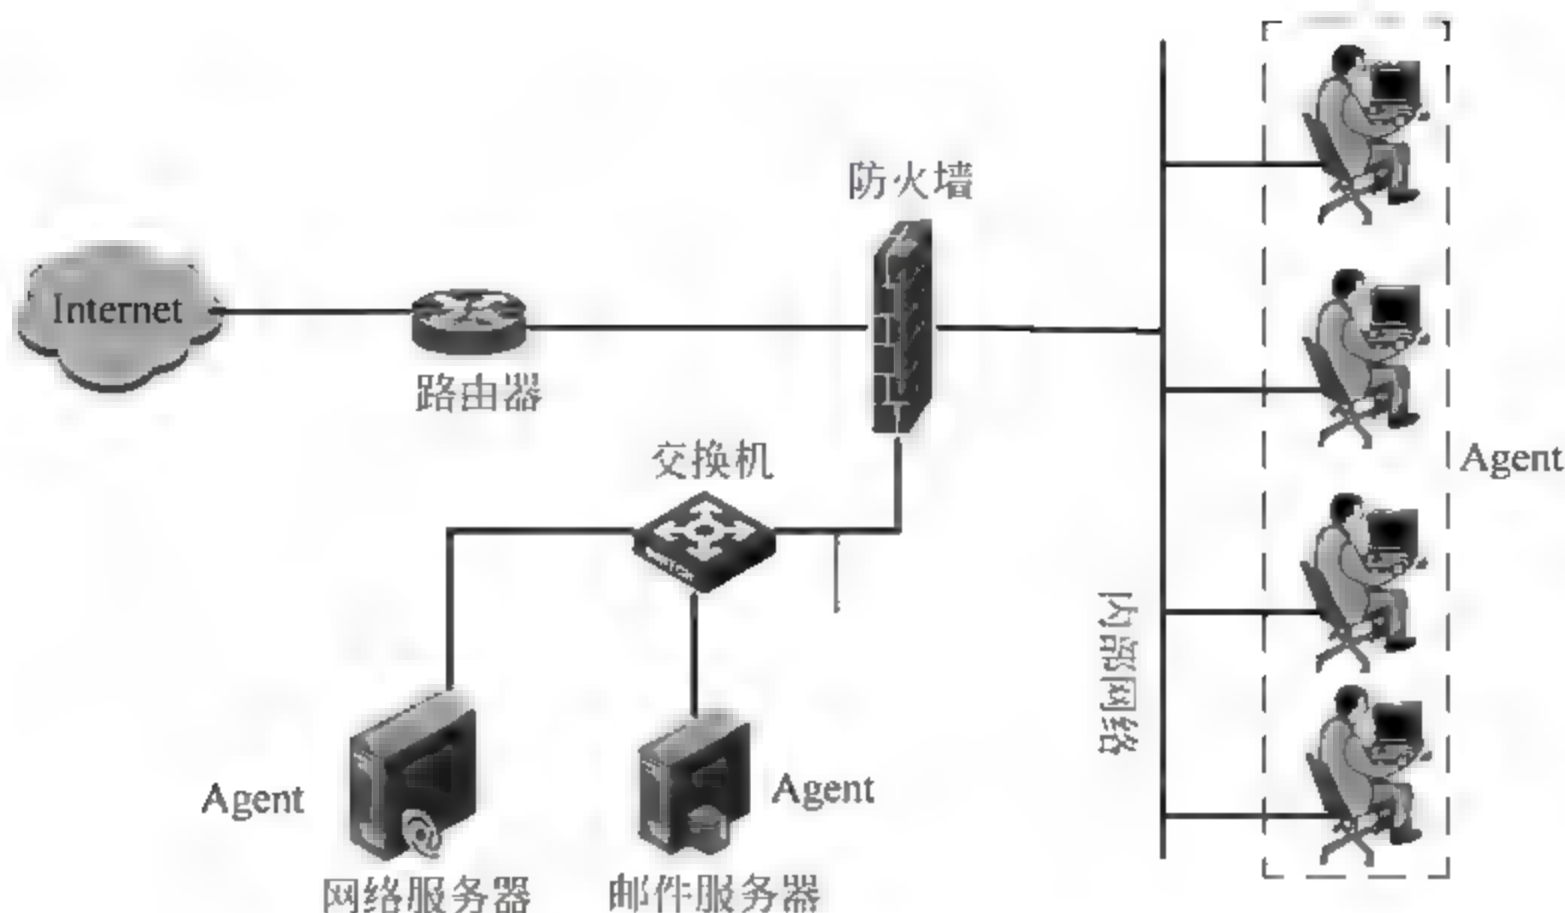 防火墙
Internet
路由器
交换机
Agent
内部网络
Agent
Agent
网络服务器
邮件服务器